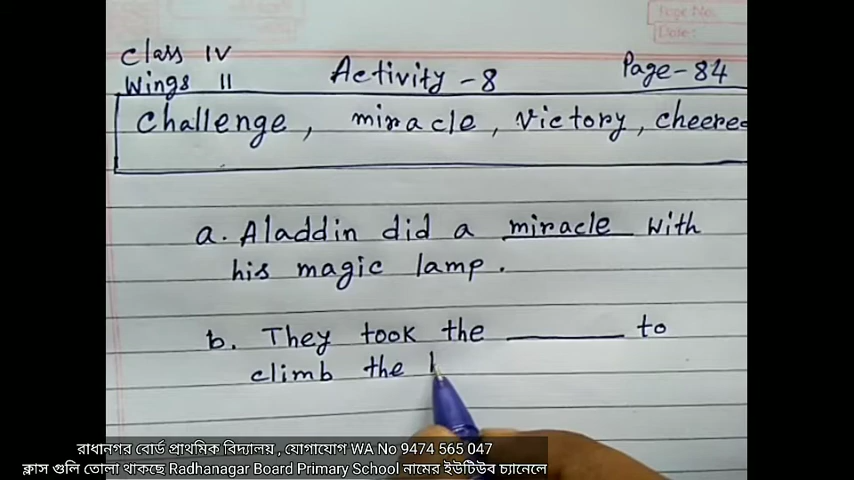 Page No.
Date:
Class IV
Wings II
Activity - 8
Page - 84
Challenge, miracle, victory, cheered
a. Aladdin did a miracle with
his magic lamp.
b. They took the ______ to
climb the
রাধানগর বোর্ড প্রাথমিক বিদ্যালয় , যোগাযোগ WA No 9474 565 047
ক্লাস গুলি তোলা থাকছে Radhanagar Board Primary School নামের ইউটিউব চ্যানেলে